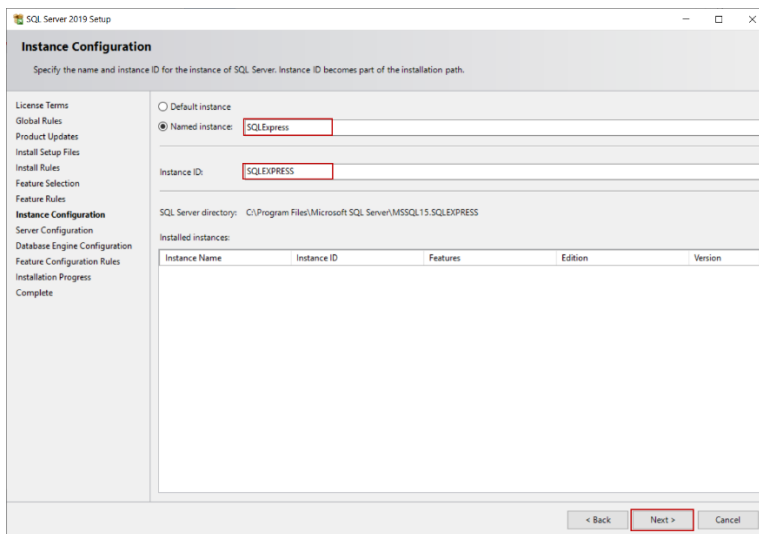 SQL Server 2019 Setup
Instance Configuration
Specify the name and instance ID for the instance of SQL Server. Instance ID becomes part of the installation path.
License Terms
Global Rules
Product Updates
Install Setup Files
Install Rules
Feature Selection
Feature Rules
Instance Configuration
Server Configuration
Database Engine Configuration
Feature Configuration Rules
Installation Progress
Complete
Default instance
Named instance: SQLExpress
Instance ID: SQLEXPRESS
SQL Server directory: C:\Program Files\Microsoft SQL Server\MSSQL15.SQLEXPRESS
Installed instances:
Instance Name Instance ID Features Edition Version
< Back Next > Cancel